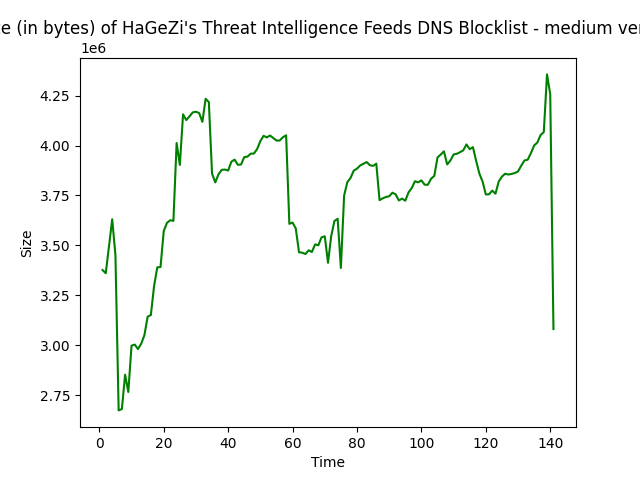 (in bytes) of HaGeZi's Threat Intelligence Feeds DNS Blocklist - medium
1e6
4.25
4.00
3.75
3.50
3.25
3.00
2.75
Size
0 20 40 60 80 100 120 140
Time